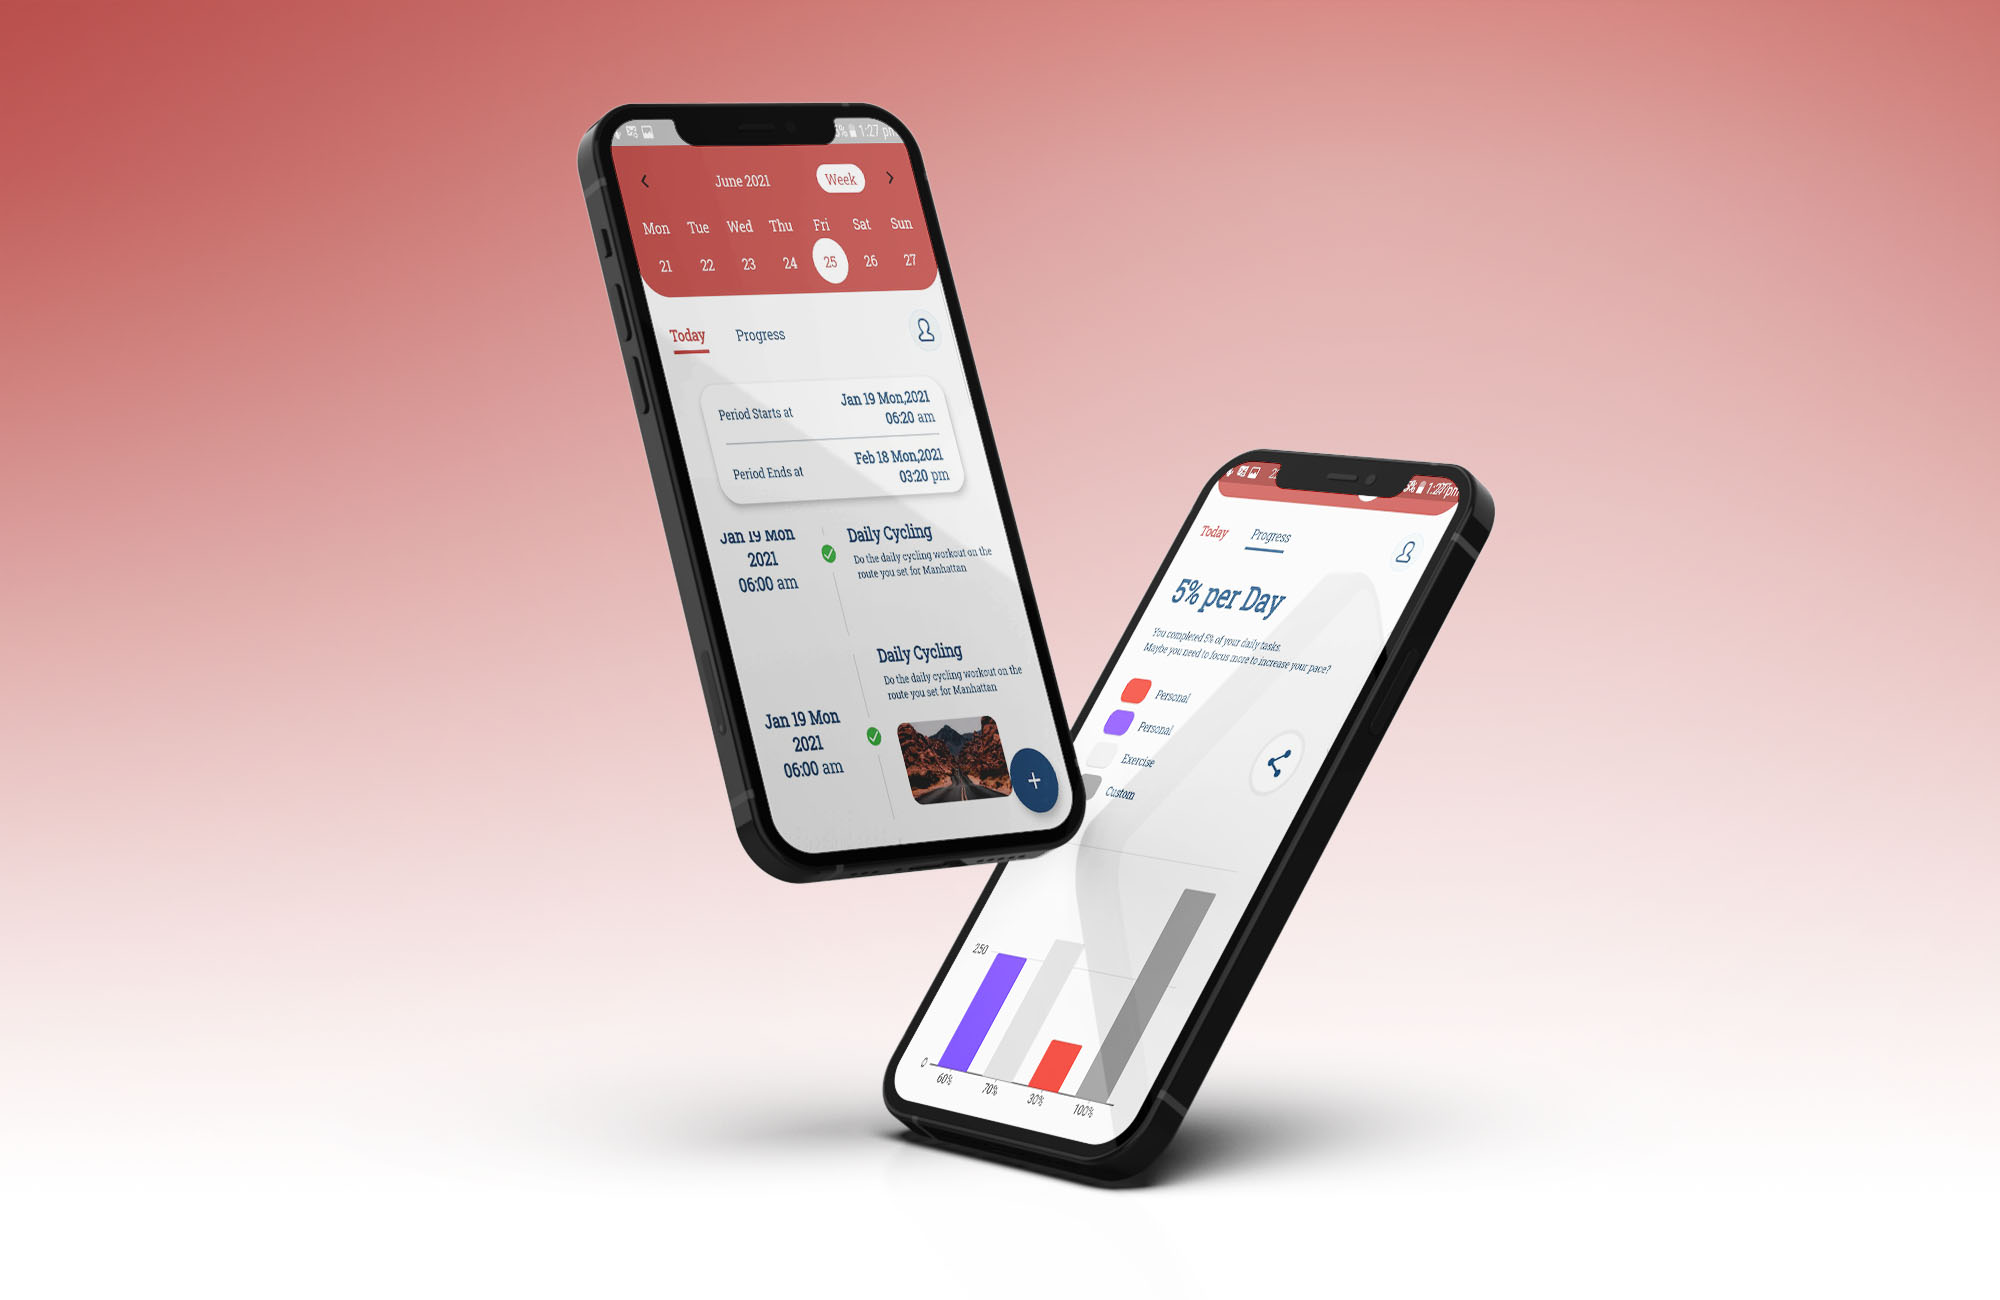 1:27 pm
June 2021
Week
Mon Tue Wed Thu Fri Sat Sun
21 22 23 24 25 26 27
Today Progress
Period Starts at
Jan 19 Mon,2021
06:20 am
Period Ends at
Feb 18 Mon,2021
03:20 pm
Jan 19 Mon
2021
06:00 am
Daily Cycling
Do the daily cycling workout on the
route you set for Manhattan
Daily Cycling
Do the daily cycling workout on the
route you set for Manhattan
Jan 19 Mon
2021
06:00 am
+
Today Progress
5% per Day
You completed 5% of your daily tasks.
Maybe you need to focus more to increase your pace?
Personal
Personal
Exercise
Custom
250
0
60% 70% 30% 100%